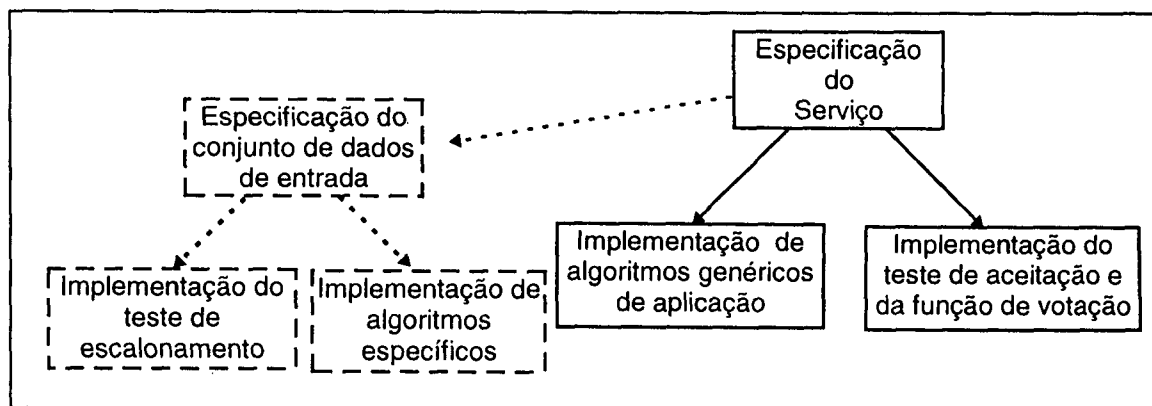 Especificação
do
Serviço
Especificação do
conjunto de dados
de entrada
Implementação do
teste de
escalonamento
Implementação de
algoritmos
específicos
Implementação de
algoritmos genéricos
de aplicação
Implementação do
teste de aceitação e
da função de votação